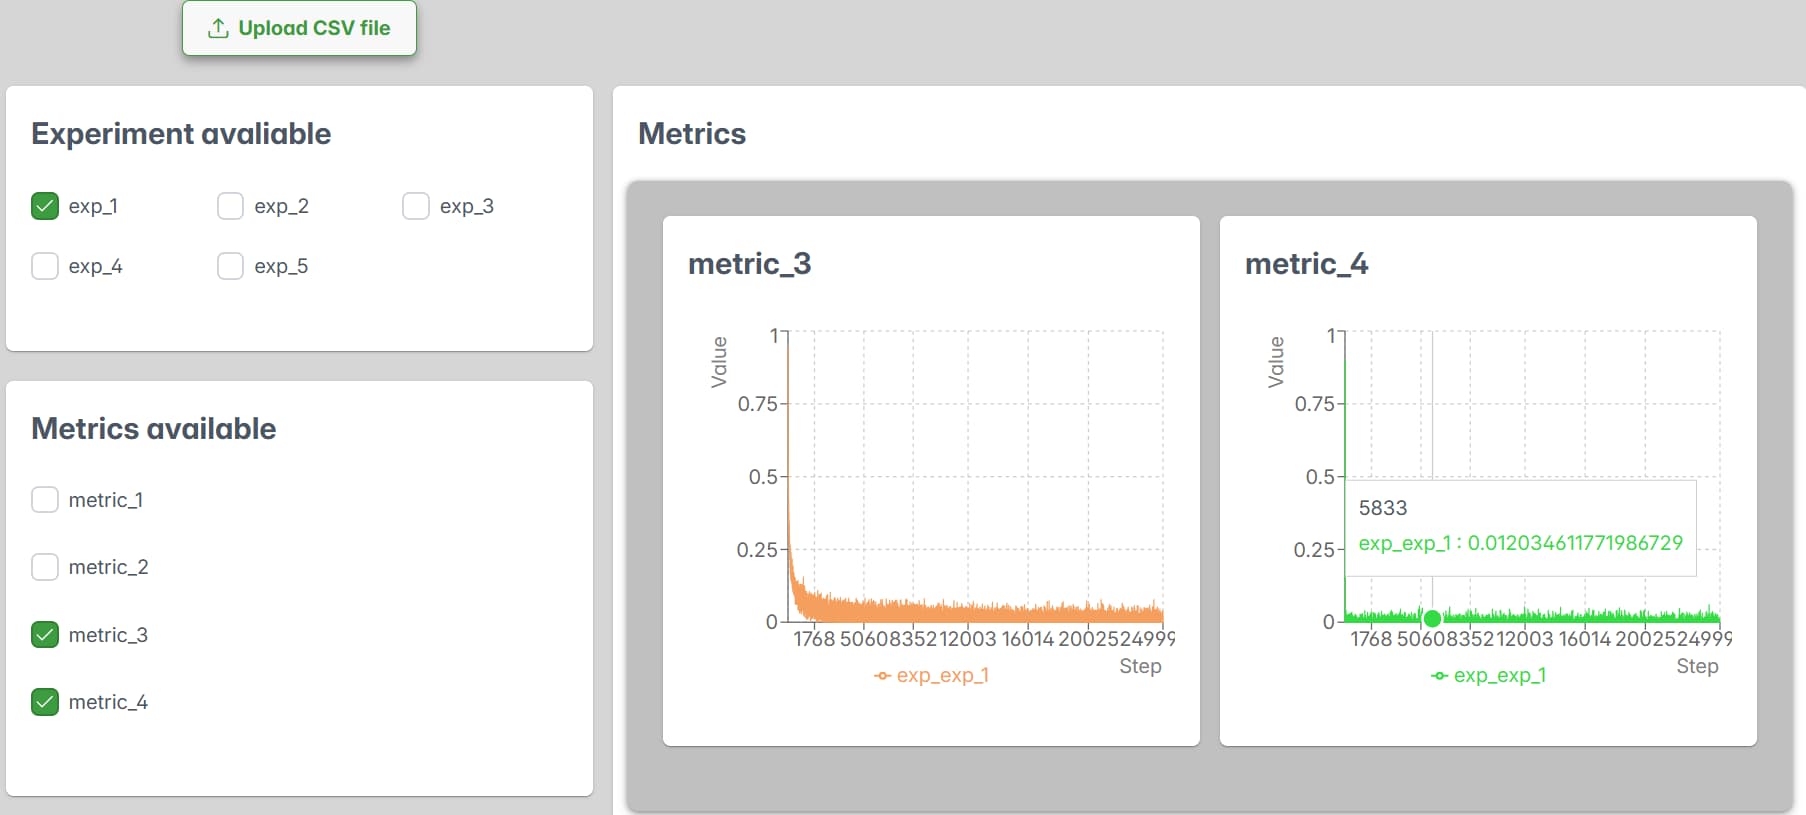 Upload CSV file
Experiment avaliable
exp_1
exp_2
exp_3
exp_4
exp_5
Metrics available
metric_1
metric_2
metric_3
metric_4
Metrics
metric_3
Value
1
0.75
0.5
0.25
0
1768 5060 8352 12003 16014 20025 24999
Step
exp_exp_1
metric_4
Value
1
0.75
0.5
0.25
0
5833
exp_exp_1 : 0.012034611771986729
1768 5060 8352 12003 16014 20025 24999
Step
exp_exp_1